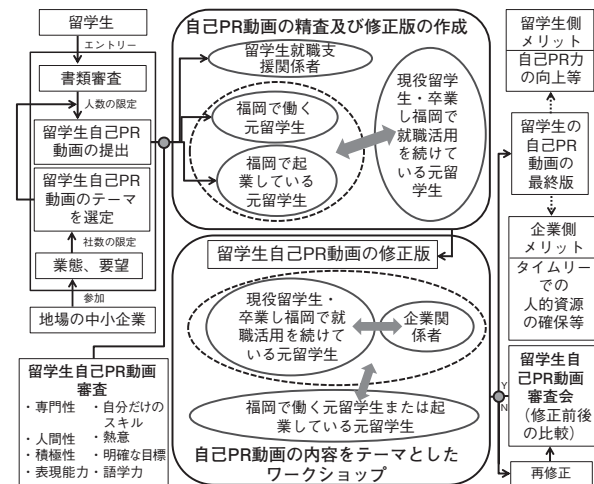 留学生
エントリー
書類審査
人数の限定
留学生自己PR
動画の提出
留学生自己PR
動画のテーマ
を選定
社数の限定
業態、要望
参加
地場の中小企業
留学生自己PR動画
審査
・専門性
・自分だけの
スキル
・人間性
・熱意
・積極性
・明確な目標
・表現能力
・語学力
自己PR動画の精査及び修正版の作成
留学生就職支
援関係者
福岡で働く
元留学生
福岡で起
業している
元留学生
現役留学
生・卒業
し福岡で
就職活用
を続けて
いる元留
学生
留学生自己PR動画の修正版
現役留学生・
卒業し福岡で就
職活用を続けて
いる元留学生
企業関
係者
福岡で働く元留学生または起
業している元留学生
自己PR動画の内容をテーマとした
ワークショップ
留学生側
メリット
自己PR力
の向上等
留学生の
自己PR
動画の
最終版
企業側
メリット
タイムリー
での
人的資源
の確保等
Y
N
留学生自
己PR動画
審査会
（修正前後
の比較）
再修正